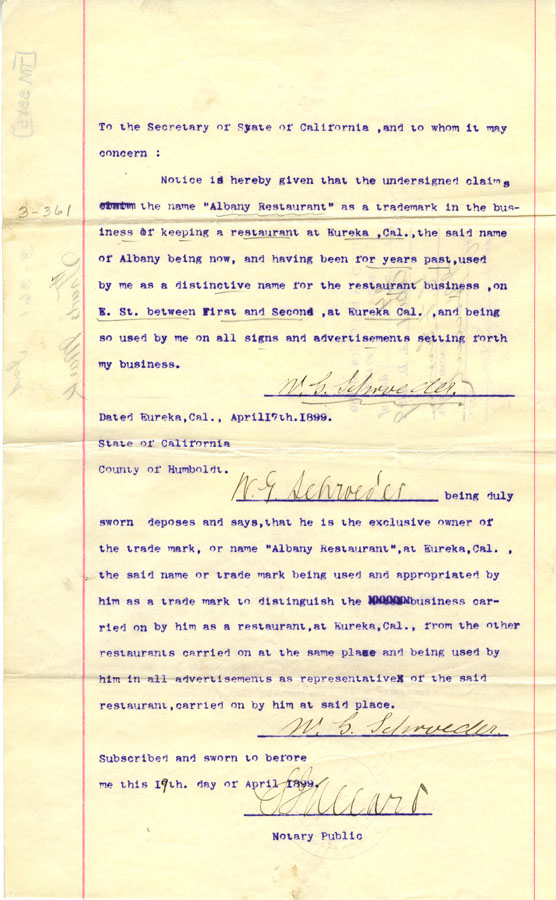 To the Secretary of State of California ,and to whom it may
concern :
Notice is hereby given that the undersigned claims
the name "Albany Restaurant" as a trademark in the bus-
3-361
iness of keeping a restaurant at Eureka ,Cal.,the said name
of Albany being now, and having been for years past,used
by me as a distinctive name for the restaurant business ,on
E. St. between First and Second ,at Eureka Cal. ,and being
so used by me on all signs and advertisements setting forth
my business.
W. G. Schroeder.
Dated Eureka,Cal., April17th.1899.
State of California
County of Humboldt.
W. G Schroeder being duly
sworn deposes and says,that he is the exclusive owner of
the trade mark, or name "Albany Restaurant",at Eureka,Cal. ,
the said name or trade mark being used and appropriated by
him as a trade mark to distinguish the business car-
ried on by him as a restaurant,at Eureka,Cal., from the other
restaurants carried on at the same place and being used by
him in all advertisements as representative of the said
restaurant,carried on by him at said place.
W. G. Schroeder.
Subscribed and sworn to before
me this 19th. day of April 1899.
Notary Public